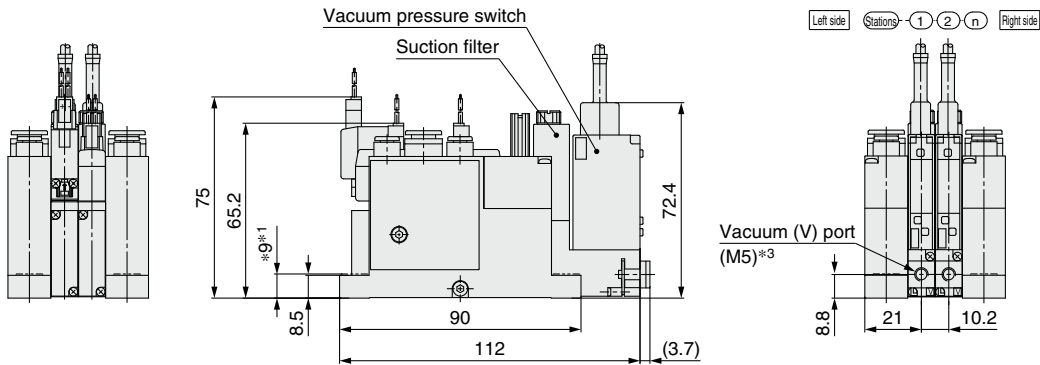 Vacuum pressure switch
Suction filter
Left side
Stations
1
2
n
Right side
75
65.2
*9*1
8.5
72.4
90
112
(3.7)
Vacuum (V) port
(M5)*3
8.8
21
10.2